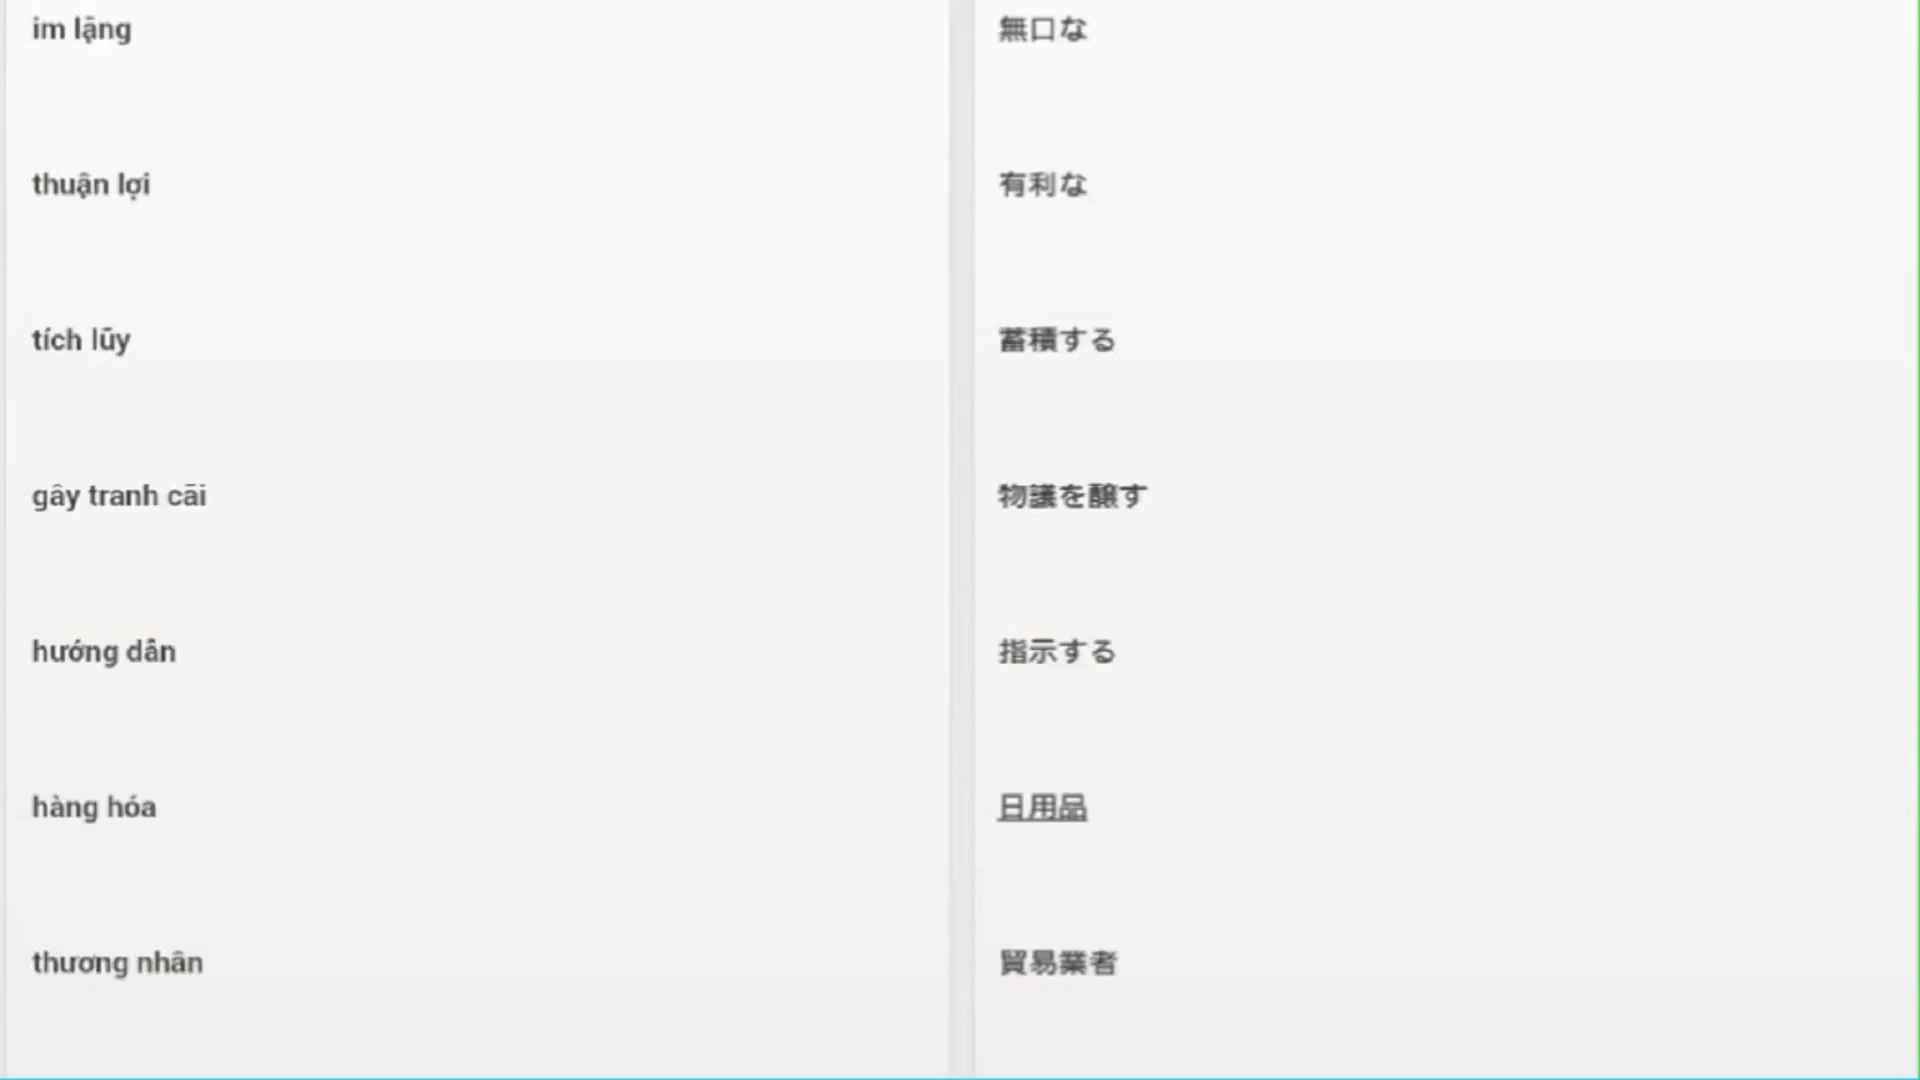 im lặng
無口な
thuận lợi
有利な
tích lũy
蓄積する
gây tranh cãi
物議を醸す
hướng dẫn
指示する
hàng hóa
日用品
thương nhân
貿易業者